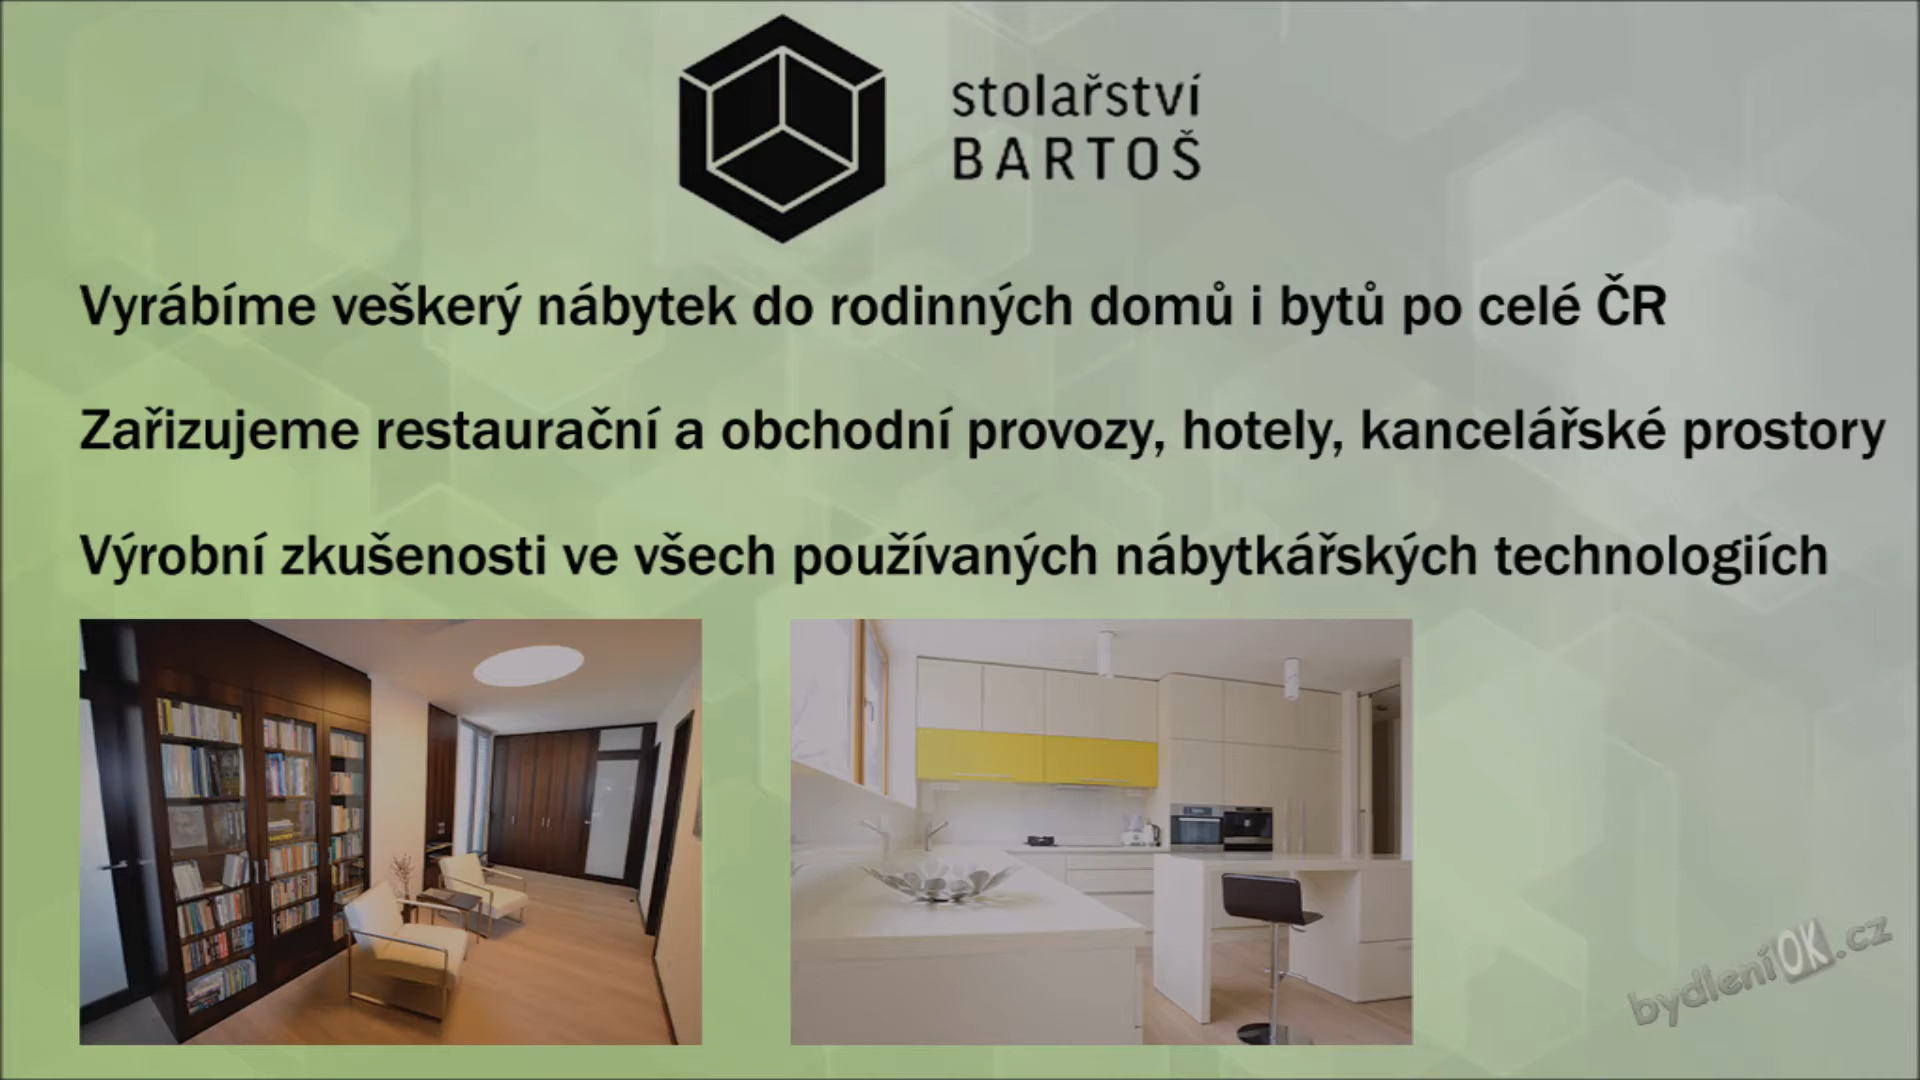 stolařství
BARTOŠ
Vyrábíme veškerý nábytek do rodinných domů i bytů po celé ČR
Zařizujeme restaurační a obchodní provozy, hotely, kancelářské prostory
Výrobní zkušenosti ve všech používaných nábytkářských technologiích
bydleníOK.cz